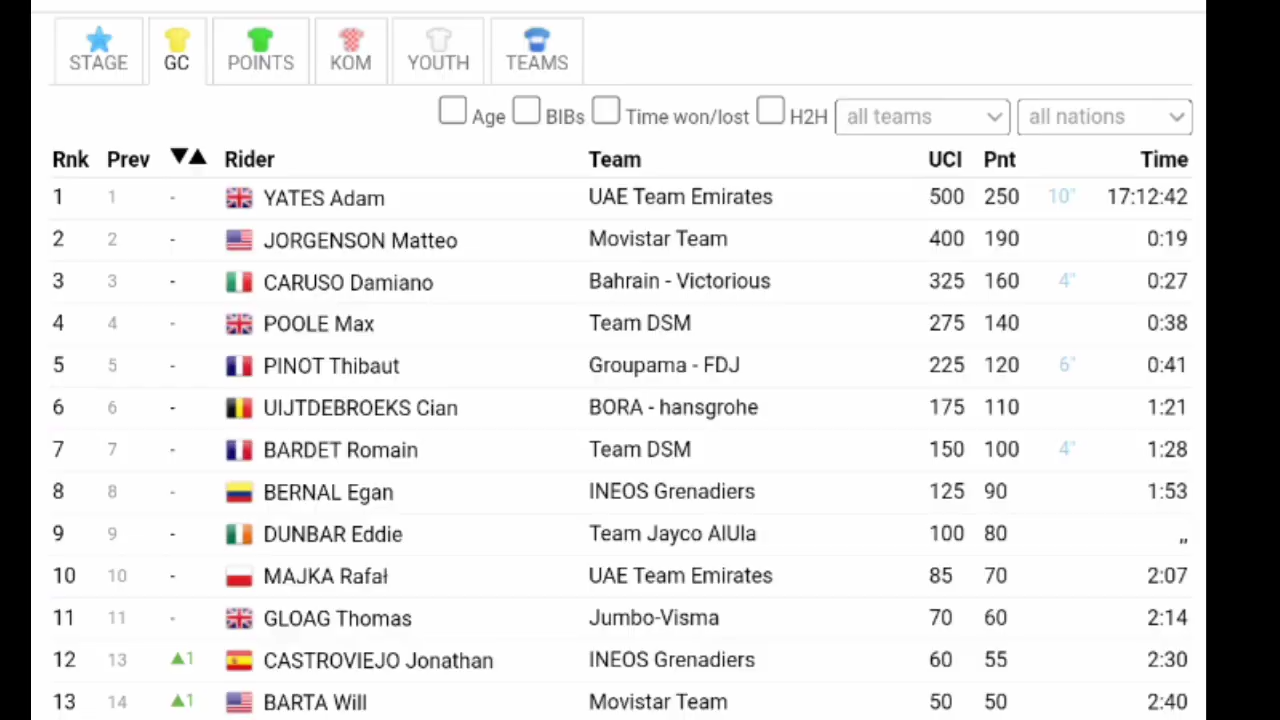 STAGE GC POINTS KOM YOUTH TEAMS
Age BIBs Time won/lost H2H all teams all nations
Rnk Prev ▼▲ Rider Team UCI Pnt Time
1 1 - YATES Adam UAE Team Emirates 500 250 10" 17:12:42
2 2 - JORGENSON Matteo Movistar Team 400 190 0:19
3 3 - CARUSO Damiano Bahrain - Victorious 325 160 4" 0:27
4 4 - POOLE Max Team DSM 275 140 0:38
5 5 - PINOT Thibaut Groupama - FDJ 225 120 6" 0:41
6 6 - UIJTDEBROEKS Cian BORA - hansgrohe 175 110 1:21
7 7 - BARDET Romain Team DSM 150 100 4" 1:28
8 8 - BERNAL Egan INEOS Grenadiers 125 90 1:53
9 9 - DUNBAR Eddie Team Jayco AlUla 100 80 ,,
10 10 - MAJKA Rafał UAE Team Emirates 85 70 2:07
11 11 - GLOAG Thomas Jumbo-Visma 70 60 2:14
12 13 ▲1 CASTROVIEJO Jonathan INEOS Grenadiers 60 55 2:30
13 14 ▲1 BARTA Will Movistar Team 50 50 2:40